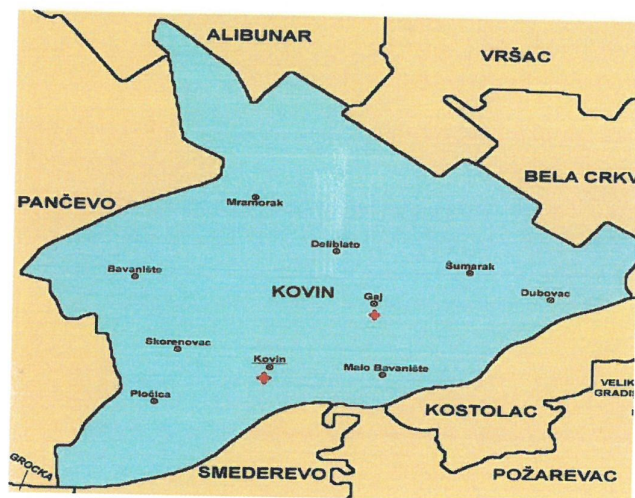 ALIBUNAR
VRŠAC
BELA CRKV
PANČEVO
Mramorak
Deliblato
Šumarak
Bavanište
KOVIN
Gaj
Dubovac
Skorenovac
Kovin
Malo Bavanište
Pločica
VELIK
GRADIŠ
KOSTOLAC
GROCKA
SMEDEREVO
POŽAREVAC